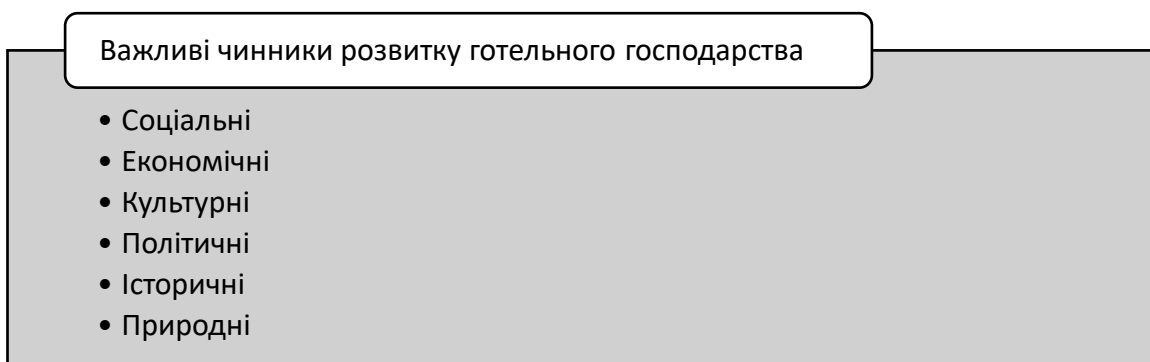 Важливі чинники розвитку готельного господарства
• Соціальні
• Економічні
• Культурні
• Політичні
• Історичні
• Природні